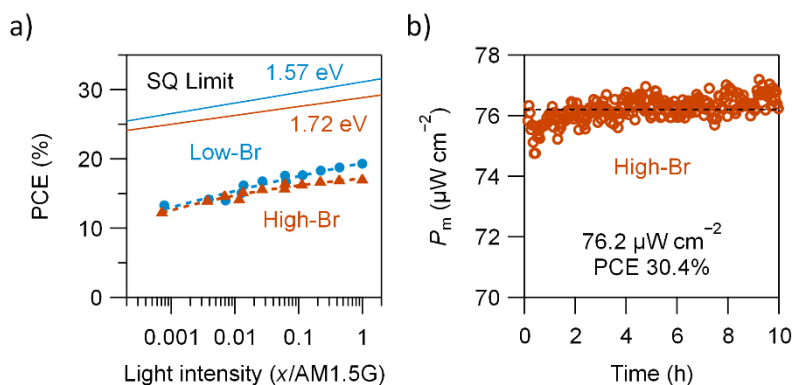 a)
SQ Limit
1.57 eV
1.72 eV
Low-Br
High-Br
PCE (%)
30
20
10
0
0.001
0.01
0.1
1
Light intensity (x/AM1.5G)
b)
78
76
74
72
70
High-Br
76.2 µW cm⁻²
PCE 30.4%
Pm (µW cm⁻²)
0
2
4
6
8
10
Time (h)